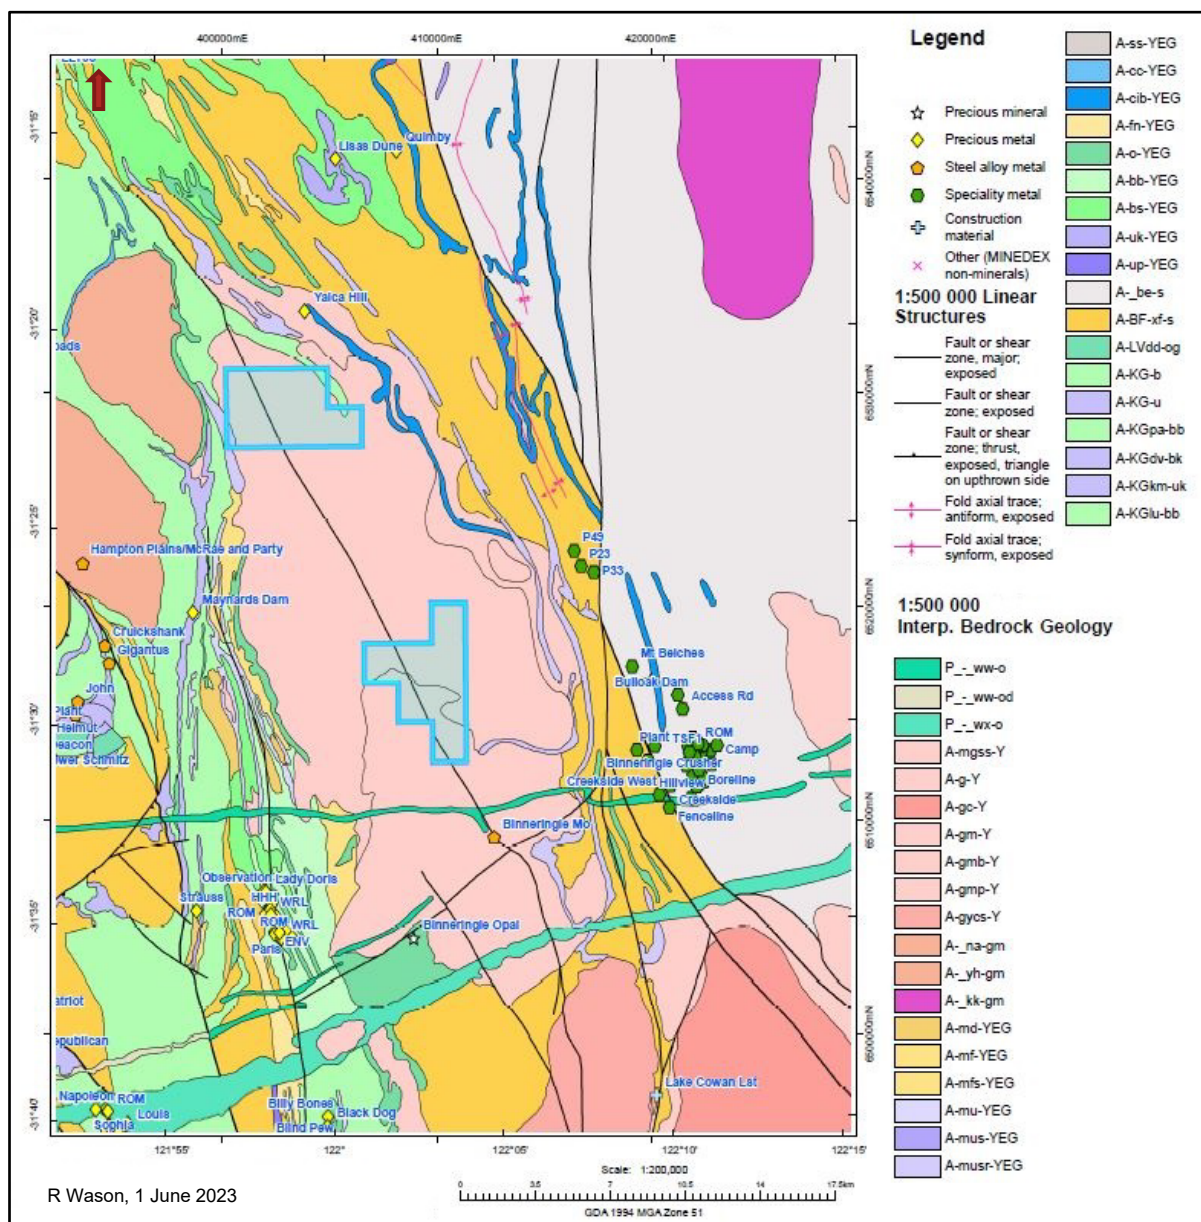 400000mE 410000mE 420000mE
-31°15'
-31°20'
-31°25'
-31°30'
-31°35'
-31°40'
6540000mN
6530000mN
6520000mN
6510000mN
6500000mN
Quimby
Lisas Dune
Yalca Hill
Hampton Plains/McRae and Party
Maynards Dam
Cruickshank
Gigantus
John
Plant
Helmut
P49
P23
P33
Mt Belches
Bulloak Dam
Access Rd
Plant TSF1 ROM
Camp
Binneringie Crusher
Creekside West Hillview Boreline
Creekside
Fenceline
Binneringie Mo
Observation Lady Doris
Strauss HHH WRL
ROM
ROM WRL
ENV
Paris
Binneringie Opal
Lake Cowan Lst
Napoleon ROM
Louis
Sophia
Billy Bones
Black Dog
Blind Pew
121°55' 122° 122°05' 122°10' 122°15'
Scale: 1:200,000
0 3.5 7 10.5 14 17.5km
GDA 1994 MGA Zone 51
R Wason, 1 June 2023
Legend
Precious mineral
Precious metal
Steel alloy metal
Speciality metal
Construction
material
Other (MINEDEX
non-minerals)
1:500 000 Linear
Structures
Fault or shear
zone, major;
exposed
Fault or shear
zone; exposed
Fault or shear
zone; thrust,
exposed, triangle
on upthrown side
Fold axial trace;
antiform, exposed
Fold axial trace;
synform, exposed
A-ss-YEG
A-cc-YEG
A-cib-YEG
A-fn-YEG
A-o-YEG
A-bb-YEG
A-bs-YEG
A-uk-YEG
A-up-YEG
A-_be-s
A-BF-xf-s
A-LVdd-og
A-KG-b
A-KG-u
A-KGpa-bb
A-KGdv-bk
A-KGkm-uk
A-KGlu-bb
1:500 000
Interp. Bedrock Geology
P_-_ww-o
P_-_ww-od
P_-_wx-o
A-mgss-Y
A-g-Y
A-gc-Y
A-gm-Y
A-gmb-Y
A-gmp-Y
A-gycs-Y
A-_na-gm
A-_yh-gm
A-_kk-gm
A-md-YEG
A-mf-YEG
A-mfs-YEG
A-mu-YEG
A-mus-YEG
A-musr-YEG